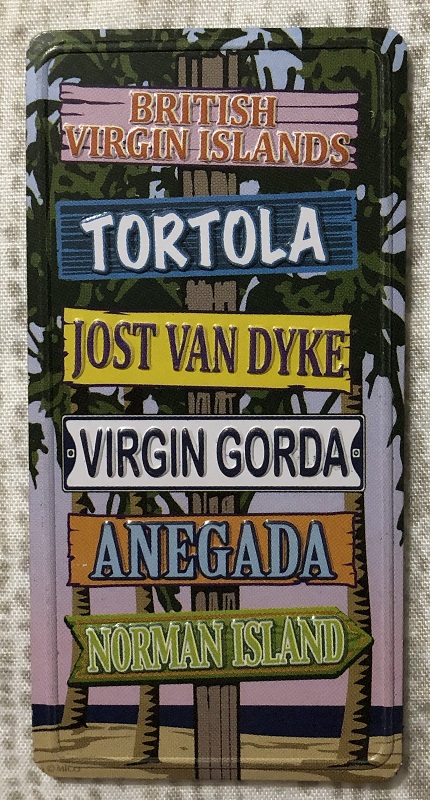 BRITISH
VIRGIN ISLANDS
TORTOLA
JOST VAN DYKE
VIRGIN GORDA
ANEGADA
NORMAN ISLAND